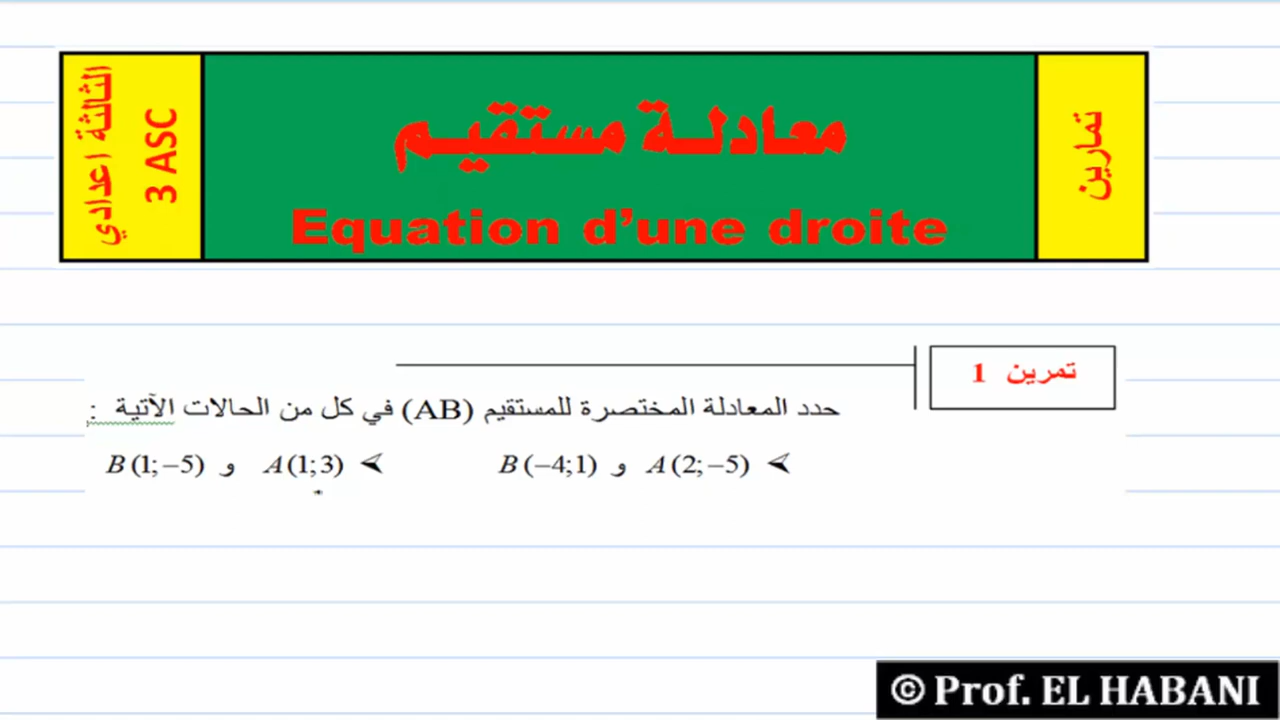 تمارين
معادلة مستقيم
Equation d'une droite
الثالثة اعدادي
3 ASC
تمرين 1
حدد المعادلة المختصرة للمستقيم (AB) في كل من الحالات الآتية :
➢ A(2;−5) و B(−4;1) ➢ A(1;3) و B(1;−5)
© Prof. EL HABANI